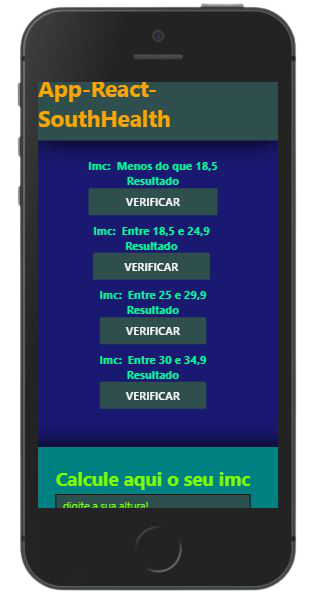 App-React-
SouthHealth
Imc: Menos do que 18,5
Resultado
VERIFICAR
Imc: Entre 18,5 e 24,9
Resultado
VERIFICAR
Imc: Entre 25 e 29,9
Resultado
VERIFICAR
Imc: Entre 30 e 34,9
Resultado
VERIFICAR
Calcule aqui o seu imc
digite a sua altura!